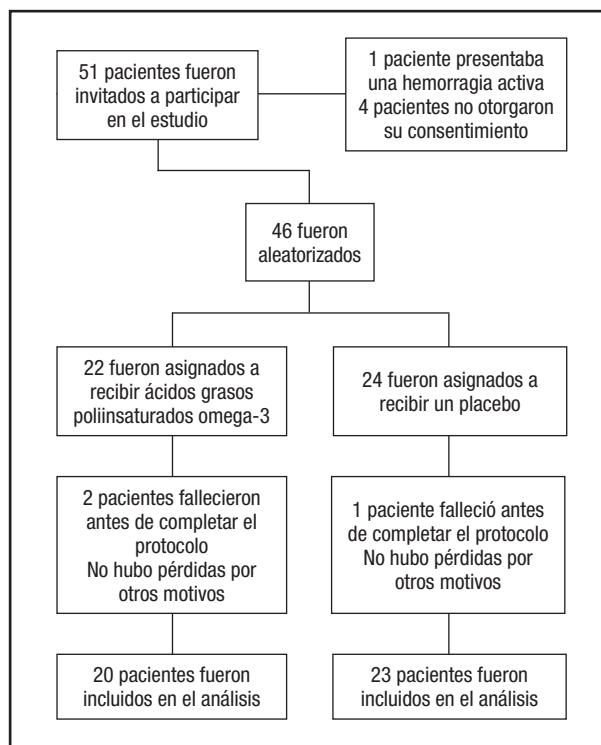 51 pacientes fueron
invitados a participar
en el estudio
1 paciente presentaba
una hemorragia activa
4 pacientes no otorgaron
su consentimiento
46 fueron
aleatorizados
22 fueron asignados a
recibir ácidos grasos
poliinsaturados omega-3
24 fueron asignados a
recibir un placebo
2 pacientes fallecieron
antes de completar el
protocolo
No hubo pérdidas por
otros motivos
1 paciente falleció antes
de completar el protocolo
No hubo pérdidas por
otros motivos
20 pacientes fueron
incluidos en el análisis
23 pacientes fueron
incluidos en el análisis